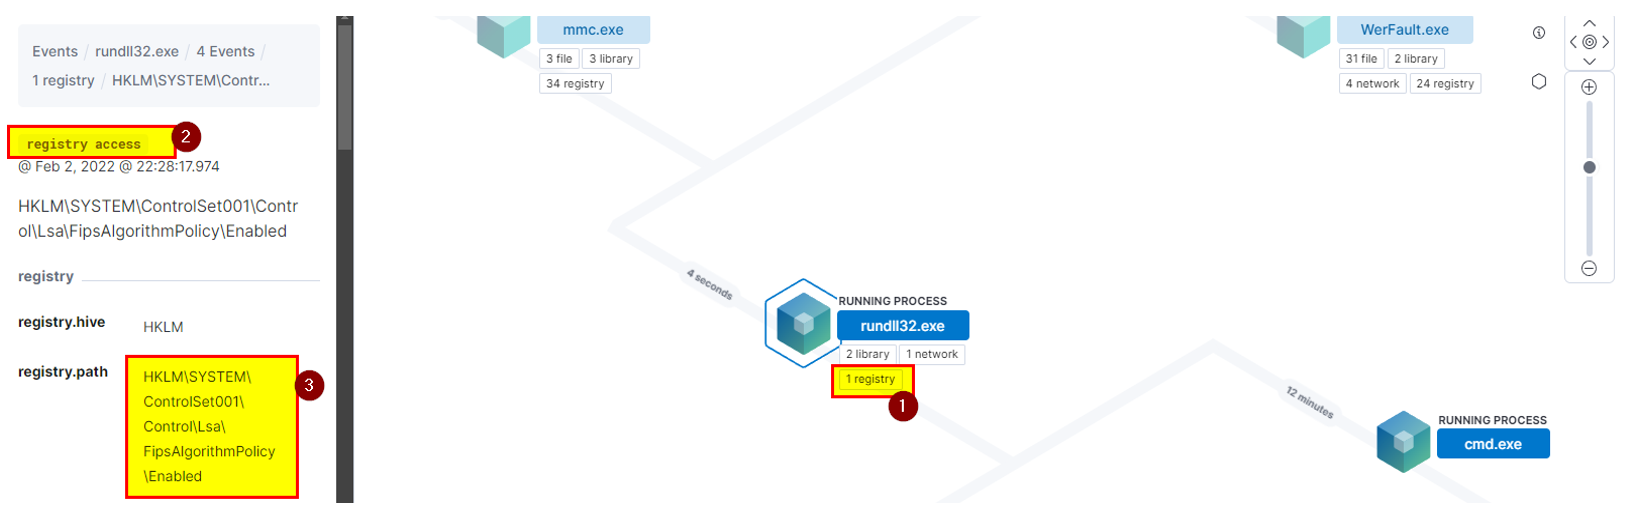 Events / rundll32.exe / 4 Events /
1 registry / HKLM\SYSTEM\Contr...
registry access
2
@ Feb 2, 2022 @ 22:28:17.974
HKLM\SYSTEM\ControlSet001\Contr
ol\Lsa\FipsAlgorithmPolicy\Enabled
registry
registry.hive HKLM
registry.path HKLM\SYSTEM\
ControlSet001\
Control\Lsa\
FipsAlgorithmPolicy
\Enabled
3
mmc.exe
3 file 3 library
34 registry
WerFault.exe
31 file 2 library
4 network 24 registry
4 seconds
RUNNING PROCESS
rundll32.exe
2 library 1 network
1 registry
1
12 minutes
RUNNING PROCESS
cmd.exe